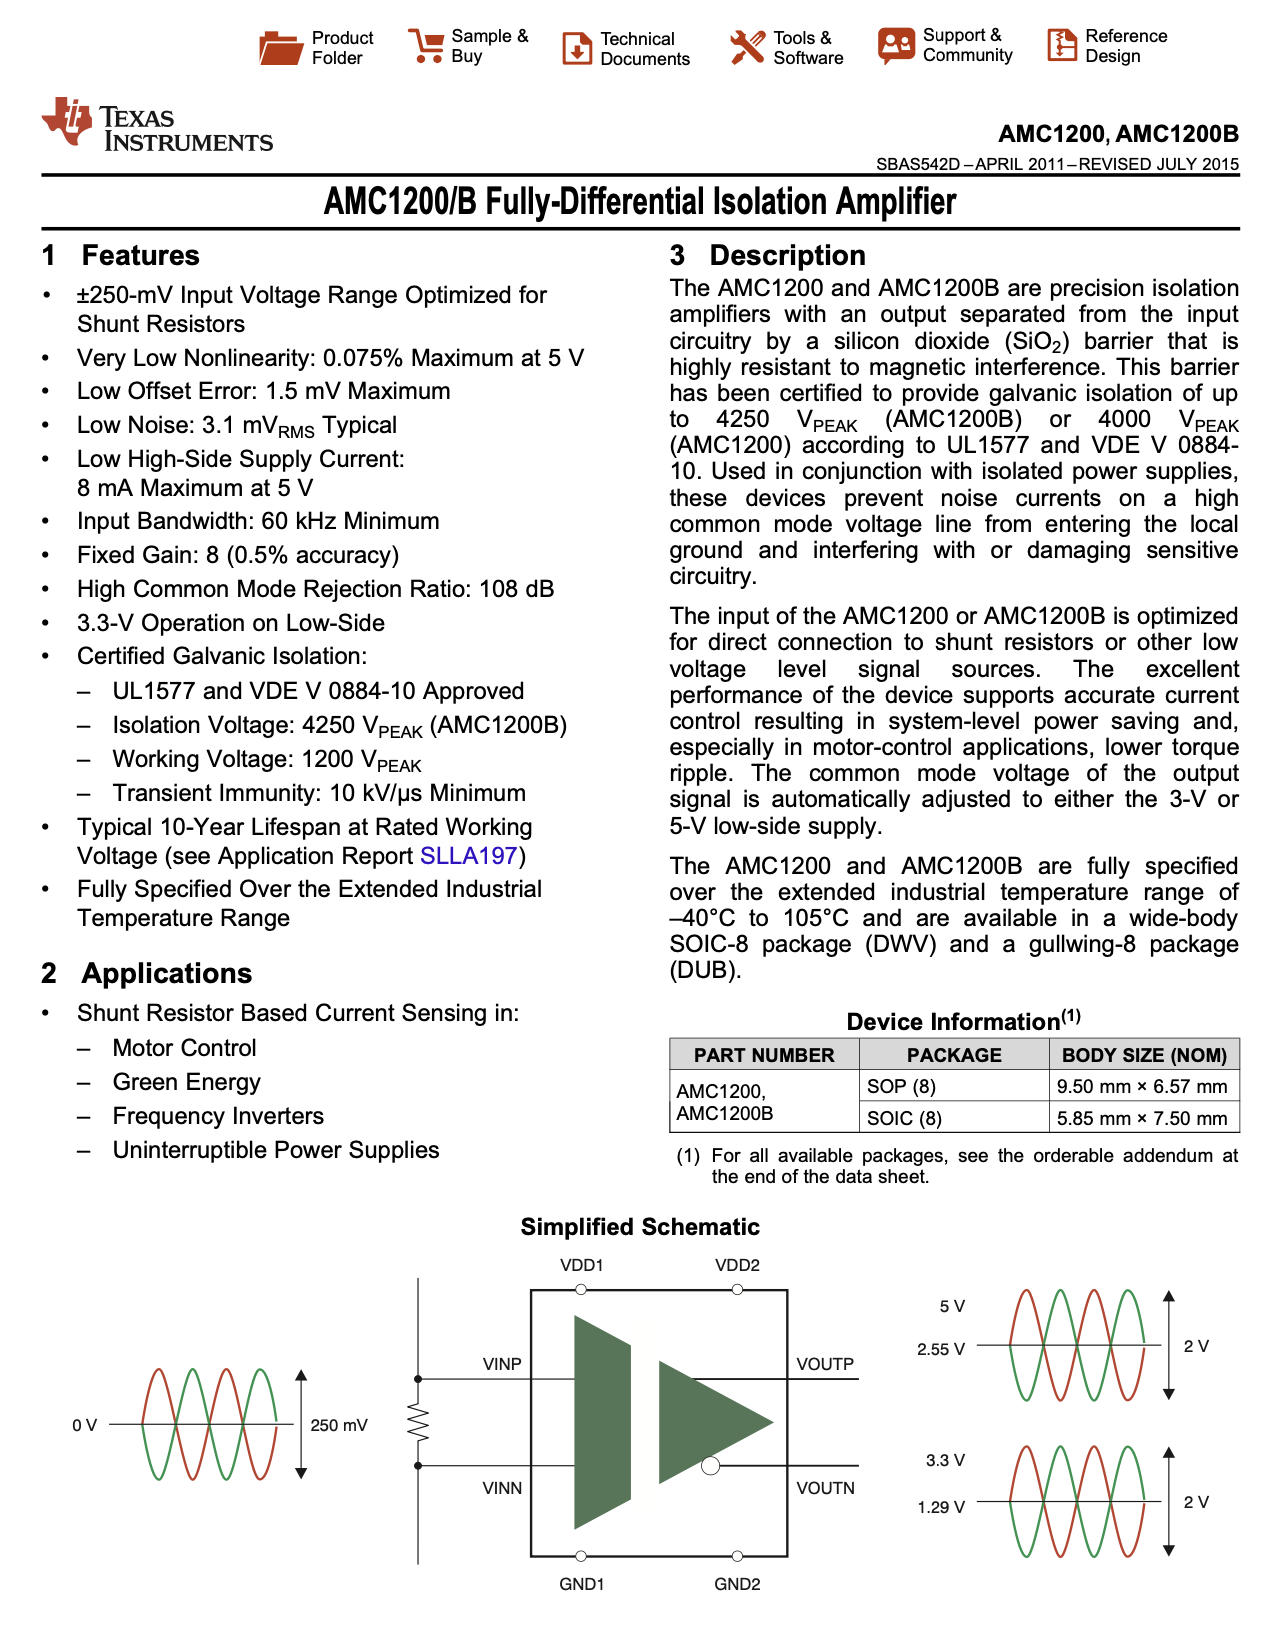 Product Folder
Sample & Buy
Technical Documents
Tools & Software
Support & Community
Reference Design
TEXAS INSTRUMENTS
AMC1200, AMC1200B
SBAS542D – APRIL 2011 – REVISED JULY 2015
AMC1200/B Fully-Differential Isolation Amplifier
1 Features
• ±250-mV Input Voltage Range Optimized for
Shunt Resistors
• Very Low Nonlinearity: 0.075% Maximum at 5 V
• Low Offset Error: 1.5 mV Maximum
• Low Noise: 3.1 mVRMS Typical
• Low High-Side Supply Current:
8 mA Maximum at 5 V
• Input Bandwidth: 60 kHz Minimum
• Fixed Gain: 8 (0.5% accuracy)
• High Common Mode Rejection Ratio: 108 dB
• 3.3-V Operation on Low-Side
• Certified Galvanic Isolation:
– UL1577 and VDE V 0884-10 Approved
– Isolation Voltage: 4250 VPEAK (AMC1200B)
– Working Voltage: 1200 VPEAK
– Transient Immunity: 10 kV/µs Minimum
• Typical 10-Year Lifespan at Rated Working
Voltage (see Application Report SLLA197)
• Fully Specified Over the Extended Industrial
Temperature Range
2 Applications
• Shunt Resistor Based Current Sensing in:
– Motor Control
– Green Energy
– Frequency Inverters
– Uninterruptible Power Supplies
3 Description
The AMC1200 and AMC1200B are precision isolation
amplifiers with an output separated from the input
circuitry by a silicon dioxide (SiO2) barrier that is
highly resistant to magnetic interference. This barrier
has been certified to provide galvanic isolation of up
to 4250 VPEAK (AMC1200B) or 4000 VPEAK
(AMC1200) according to UL1577 and VDE V 0884-
10. Used in conjunction with isolated power supplies,
these devices prevent noise currents on a high
common mode voltage line from entering the local
ground and interfering with or damaging sensitive
circuitry.
The input of the AMC1200 or AMC1200B is optimized
for direct connection to shunt resistors or other low
voltage level signal sources. The excellent
performance of the device supports accurate current
control resulting in system-level power saving and,
especially in motor-control applications, lower torque
ripple. The common mode voltage of the output
signal is automatically adjusted to either the 3-V or
5-V low-side supply.
The AMC1200 and AMC1200B are fully specified
over the extended industrial temperature range of
–40°C to 105°C and are available in a wide-body
SOIC-8 package (DWV) and a gullwing-8 package
(DUB).
Device Information(1)
PART NUMBER PACKAGE BODY SIZE (NOM)
AMC1200, AMC1200B
SOP (8) 9.50 mm × 6.57 mm
SOIC (8) 5.85 mm × 7.50 mm
(1) For all available packages, see the orderable addendum at
the end of the data sheet.
Simplified Schematic
VDD1 VDD2
5 V
2.55 V
2 V
VINP
VOUTP
0 V
250 mV
3.3 V
VINN
VOUTN
1.29 V
2 V
GND1 GND2